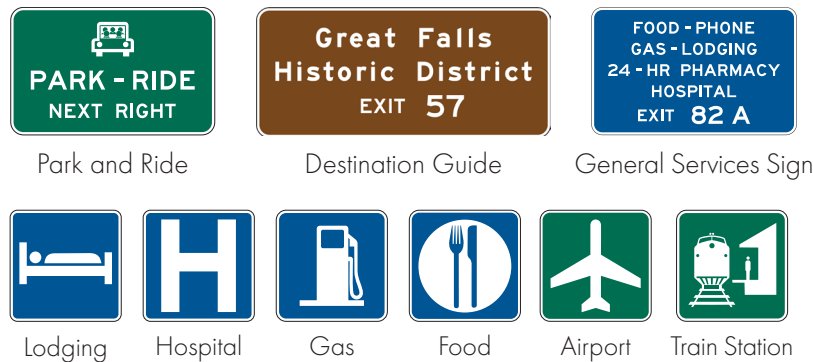 PARK - RIDE
NEXT RIGHT
Great Falls
Historic District
EXIT 57
FOOD - PHONE
GAS - LODGING
24 - HR PHARMACY
HOSPITAL
EXIT 82 A
Park and Ride
Destination Guide
General Services Sign
H
Lodging
Hospital
Gas
Food
Airport
Train Station